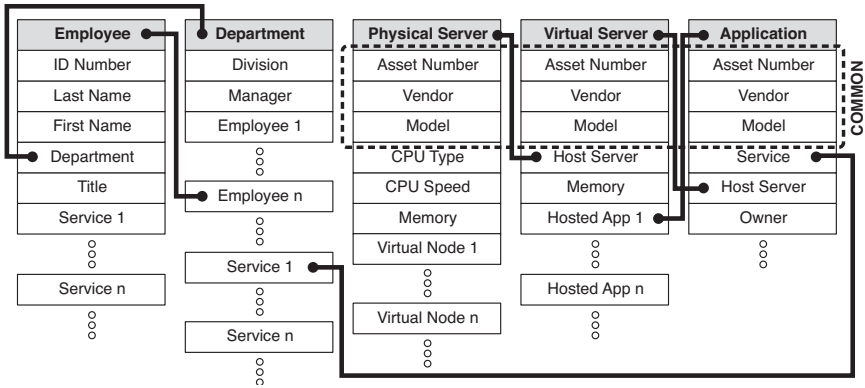 Employee
ID Number
Last Name
First Name
Department
Title
Service 1
Service n
Department
Division
Manager
Employee 1
Employee n
Service 1
Service n
Physical Server
Asset Number
Vendor
Model
CPU Type
CPU Speed
Memory
Virtual Node 1
Virtual Node n
Virtual Server
Asset Number
Vendor
Model
Host Server
Memory
Hosted App 1
Hosted App n
Application
Asset Number
Vendor
Model
Service
Host Server
Owner
COMMON